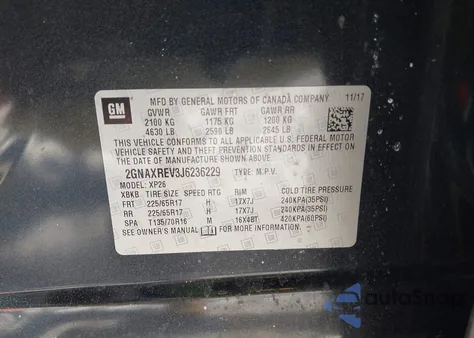 GM
MFD BY GENERAL MOTORS OF CANADA COMPANY 11/17
GVWR GAWR FRT GAWR RR
2100 KG 1175 KG 1200 KG
4630 LB 2590 LB 2645 LB
THIS VEHICLE CONFORMS TO ALL APPLICABLE U.S. FEDERAL MOTOR
VEHICLE SAFETY AND THEFT PREVENTION STANDARDS IN EFFECT ON
THE DATE OF MANUFACTURE SHOWN ABOVE.
2GNAXREV3J6236229 TYPE: M.P.V.
MODEL: XP26
XBKB TIRE SIZE SPEED RTG RIM COLD TIRE PRESSURE
FRT 225/65R17 H 17X7J 240KPA(35PSI)
RR 225/65R17 H 17X7J 240KPA(35PSI)
SPA T135/70R16 M 16X4BT 420KPA(60PSI)
SEE OWNER'S MANUAL FOR MORE INFORMATION.
AutoSnap